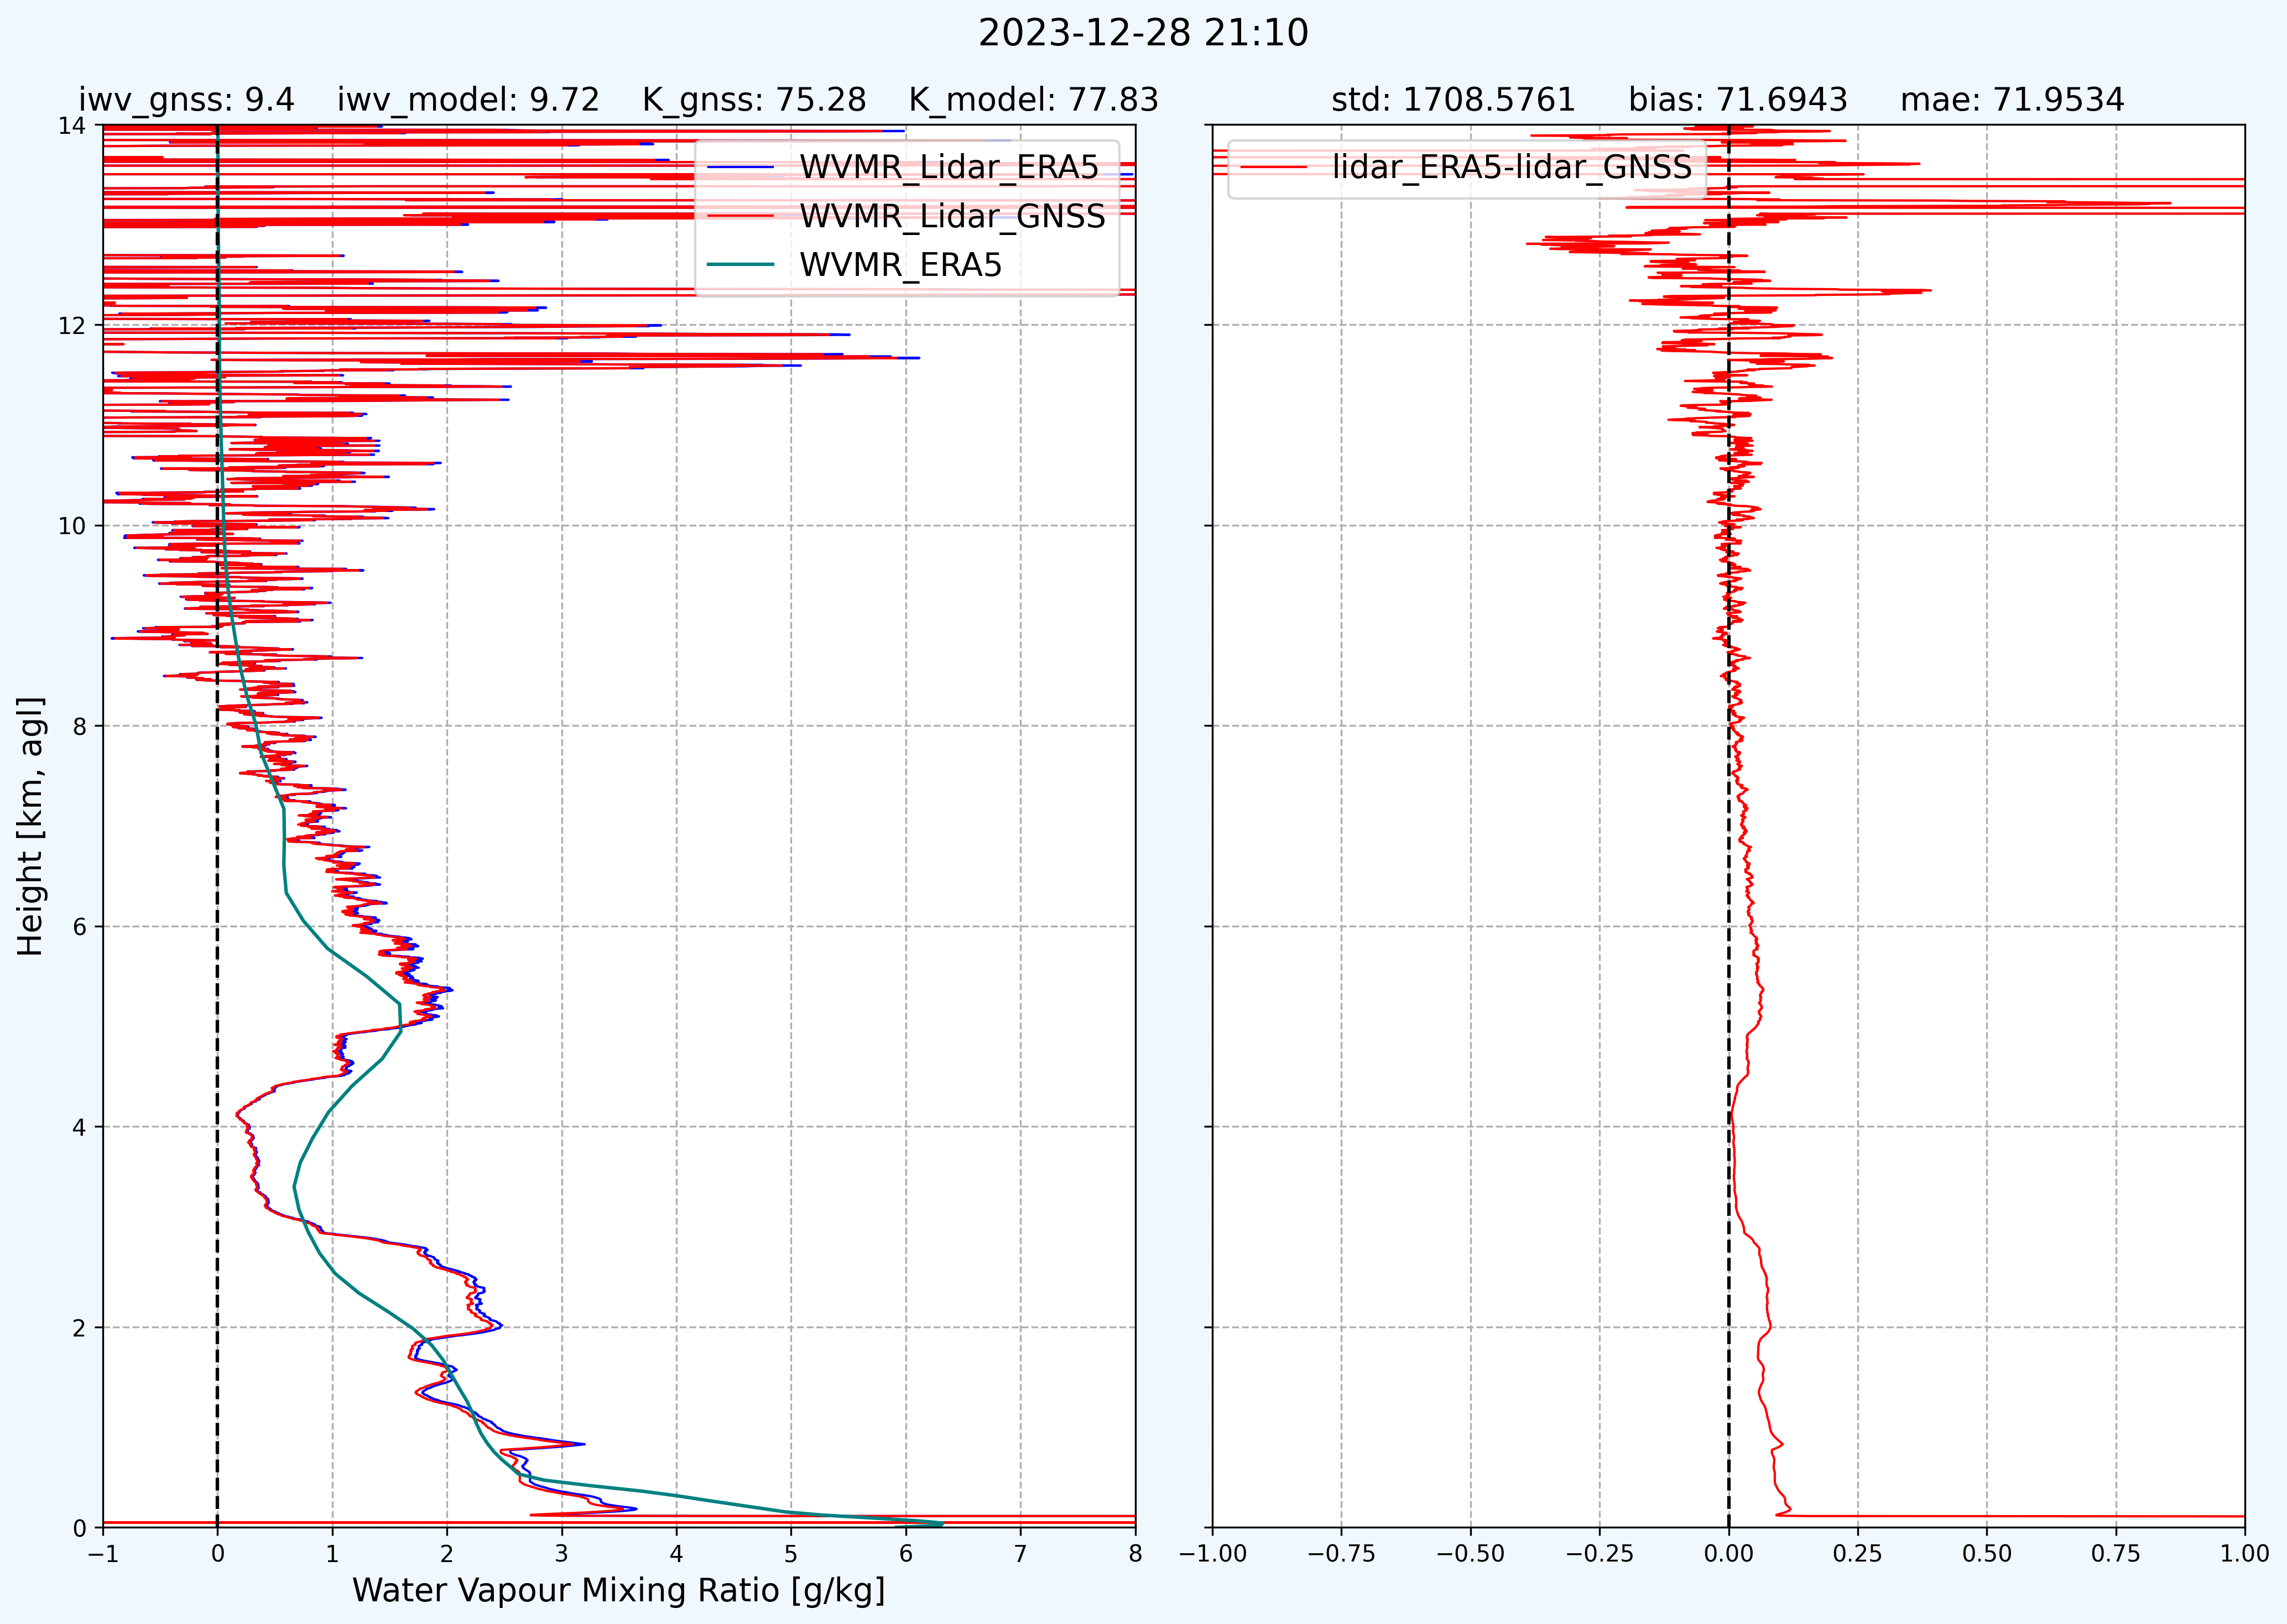 2023-12-28 21:10
iwv_gnss: 9.4 iwv_model: 9.72 K_gnss: 75.28 K_model: 77.83
WVMR_Lidar_ERA5
WVMR_Lidar_GNSS
WVMR_ERA5
14
12
10
8
6
4
2
0
Height [km, agl]
−1 0 1 2 3 4 5 6 7 8
Water Vapour Mixing Ratio [g/kg]
std: 1708.5761 bias: 71.6943 mae: 71.9534
lidar_ERA5-lidar_GNSS
−1.00 −0.75 −0.50 −0.25 0.00 0.25 0.50 0.75 1.00